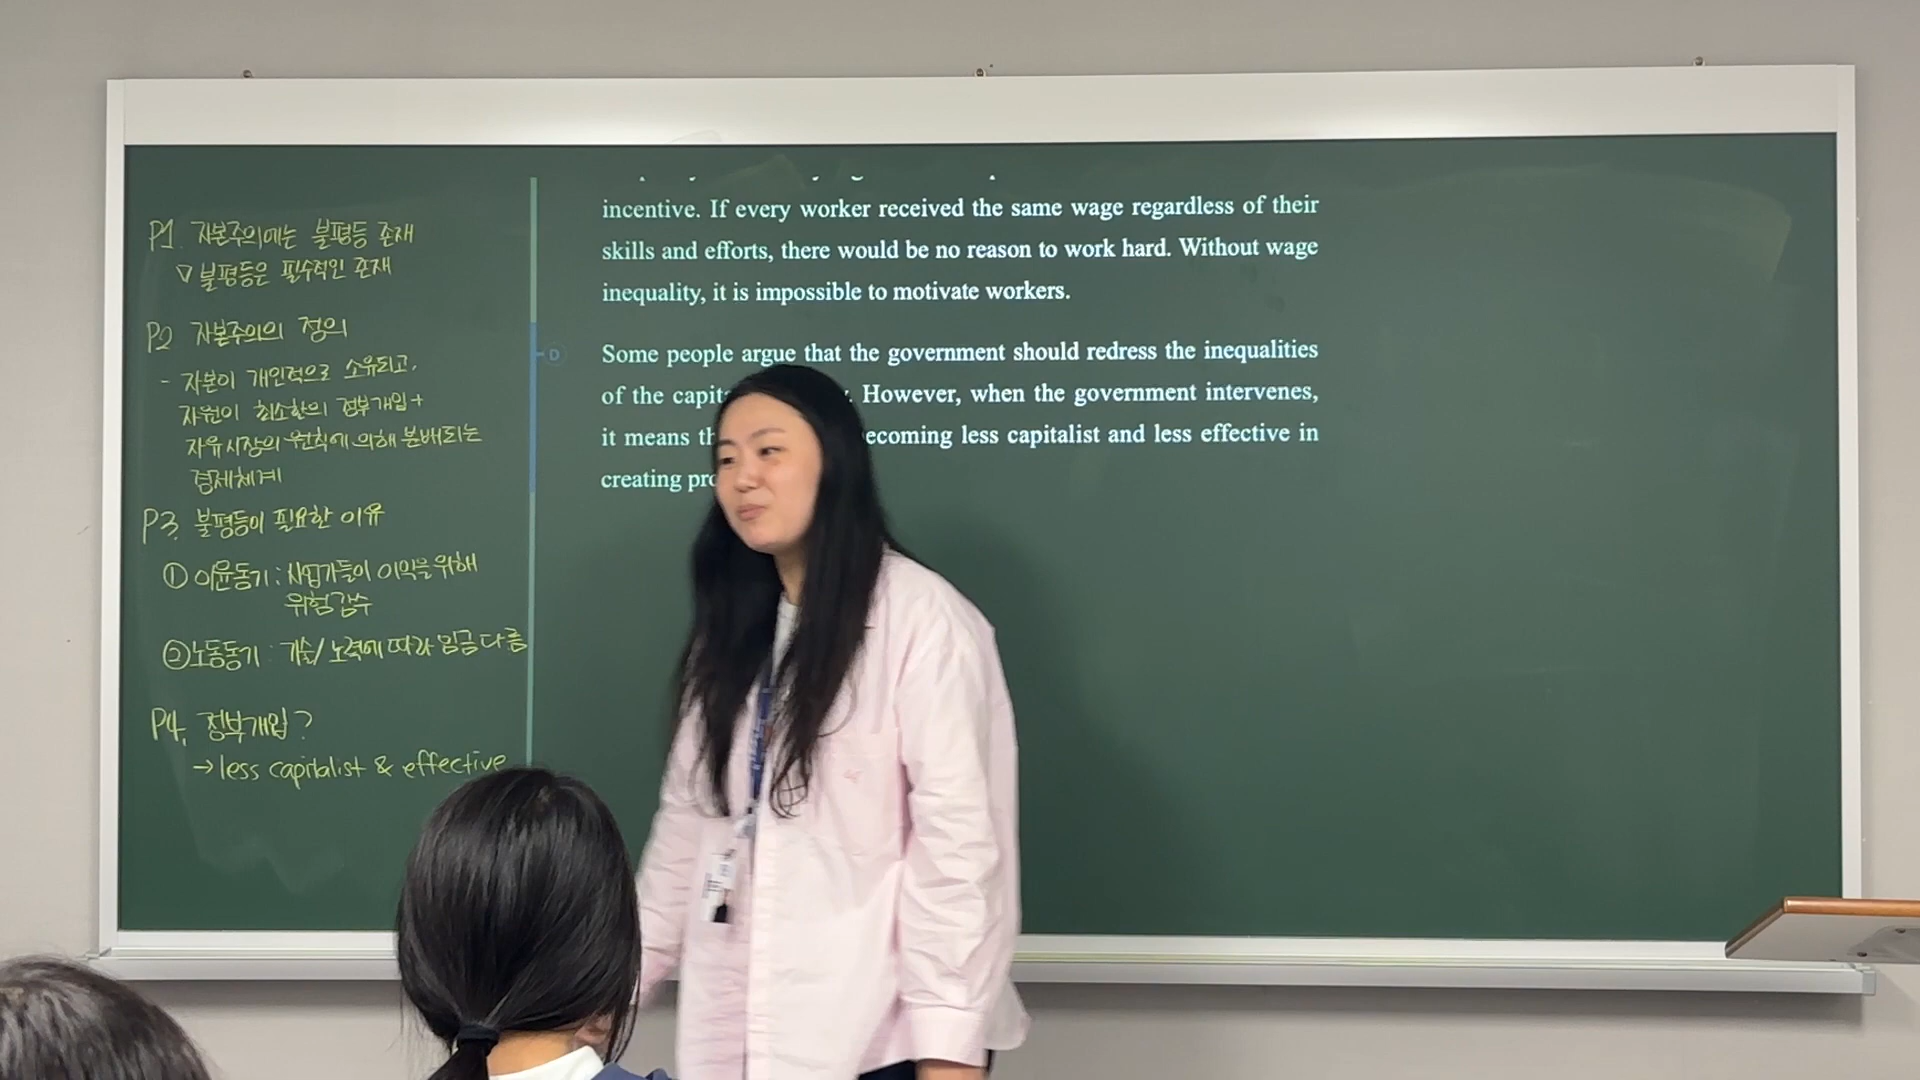 P1. 자본주의에는 불평등 존재
▽ 불평등은 필수적인 존재
P2 자본주의의 정의
- 자본이 개인적으로 소유되고,
자원이 최소한의 정부개입+
자유시장의 원칙에 의해 분배되는
경제체계
P3. 불평등이 필요한 이유
① 이윤동기 : 사업가들이 이익을 위해
위험감수
② 노동동기 : 기술/노력에 따라 임금 다름
P4. 정부개입?
→ less capitalist & effective
incentive. If every worker received the same wage regardless of their
skills and efforts, there would be no reason to work hard. Without wage
inequality, it is impossible to motivate workers.
D
Some people argue that the government should redress the inequalities
of the However, when the government intervenes,
it means less capitalist and less effective in
creating